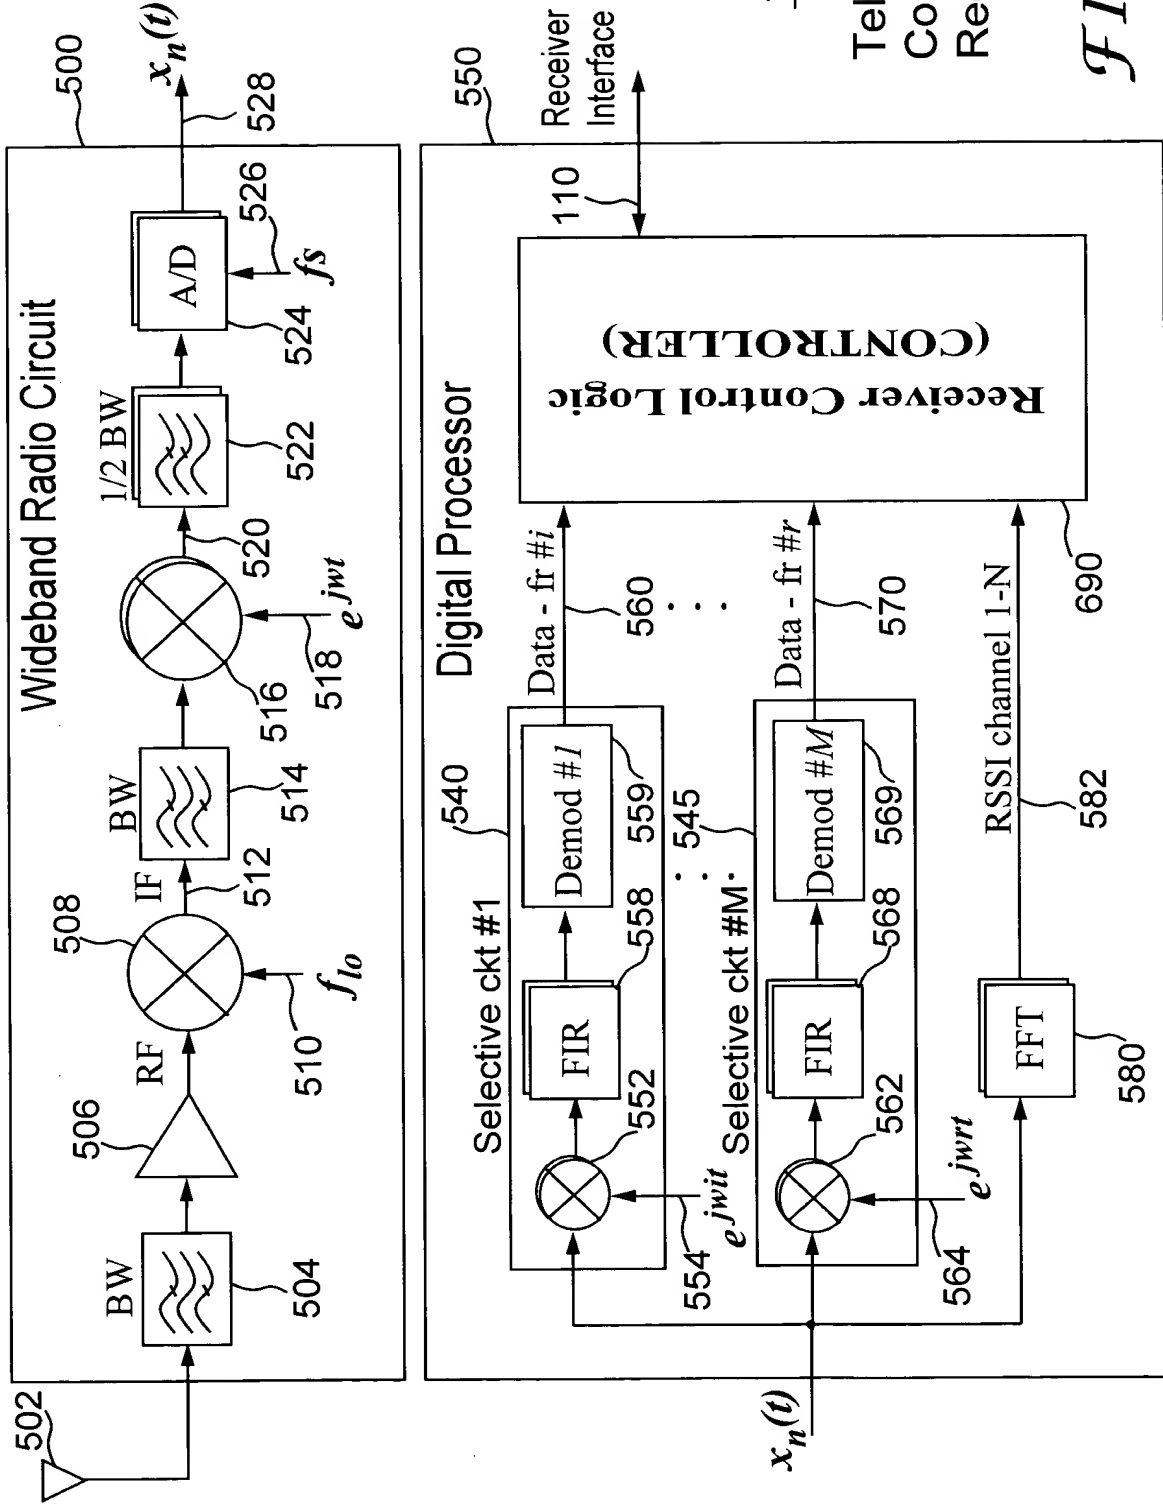 502
BW
504
506
RF
508
510
f_lo
IF
512
BW
514
516
518
e^jwt
520
1/2 BW
522
A/D
524
526
fs
528
x_n(t)
500
Wideband Radio Circuit
Digital Processor
550
x_n(t)
Selective ckt #1
540
552
554
e^jwit
FIR
558
Demod #1
559
Data - fr #i
560
. . .
. . .
Selective ckt #M
545
562
564
e^jwrt
FIR
568
Demod #M
569
Data - fr #r
570
FFT
580
RSSI channel 1-N
582
Receiver Control Logic
(CONTROLLER)
690
110
Receiver
Interface
Tel
Co
Re